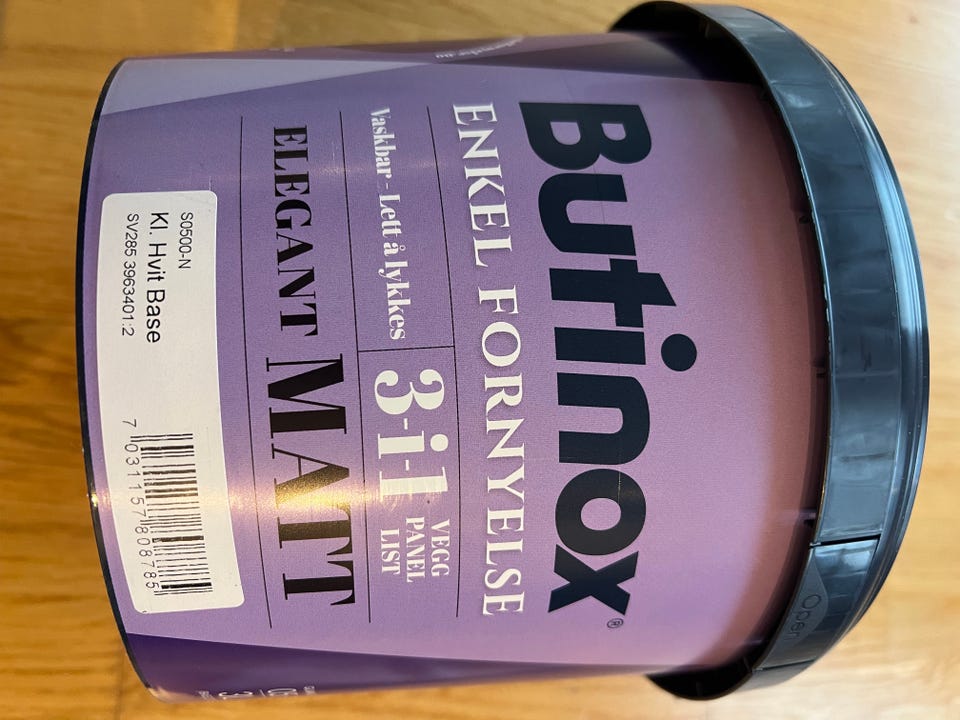 Open
Butinox®
ENKEL FORNYELSE
Vaskbar - Lett å lykkes
3-i-1
VEGG
PANEL
LIST
ELEGANT MATT
S0500-N
Kl. Hvit Base
SV285 3963401:2
7 031157 808785